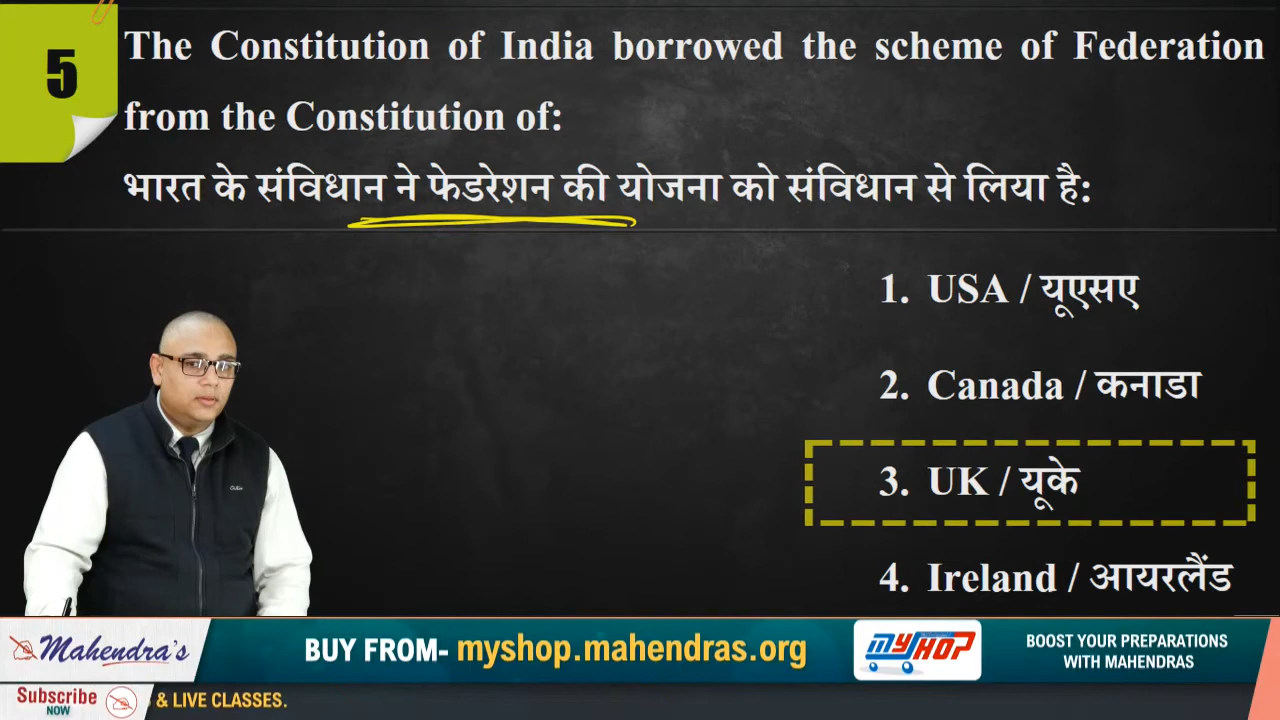 5
The Constitution of India borrowed the scheme of Federation
from the Constitution of:
भारत के संविधान ने फेडरेशन की योजना को संविधान से लिया है:
1. USA / यूएसए
2. Canada / कनाडा
3. UK / यूके
4. Ireland / आयरलैंड
Mahendra's
BUY FROM- myshop.mahendras.org
MYSHOP
BOOST YOUR PREPARATIONS
WITH MAHENDRAS
Subscribe
NOW
& LIVE CLASSES.